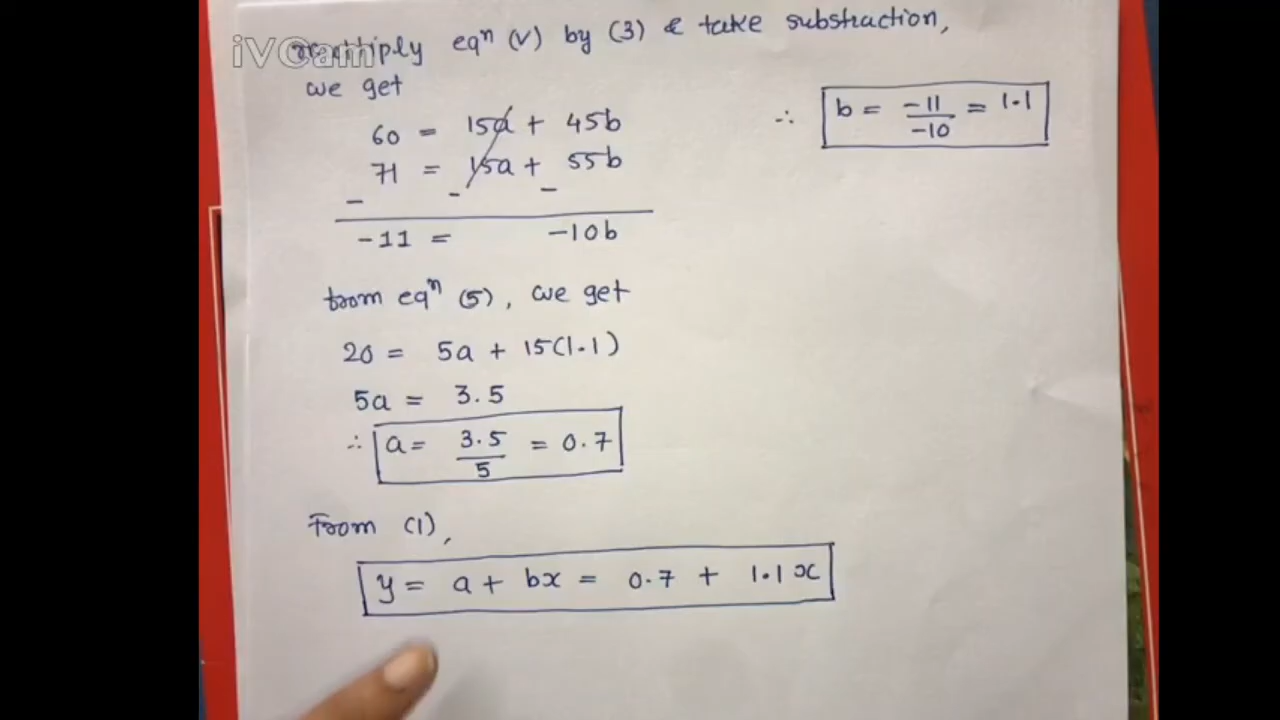 iVCam
multiply eqⁿ (v) by (3) & take substraction,
we get
60 = 15a + 45b
71 = 15a + 55b
- - -
-11 = -10b
∴ b = -11/-10 = 1.1
from eqⁿ (5), we get
20 = 5a + 15(1.1)
5a = 3.5
∴ a = 3.5/5 = 0.7
From (1),
y = a + bx = 0.7 + 1.1x